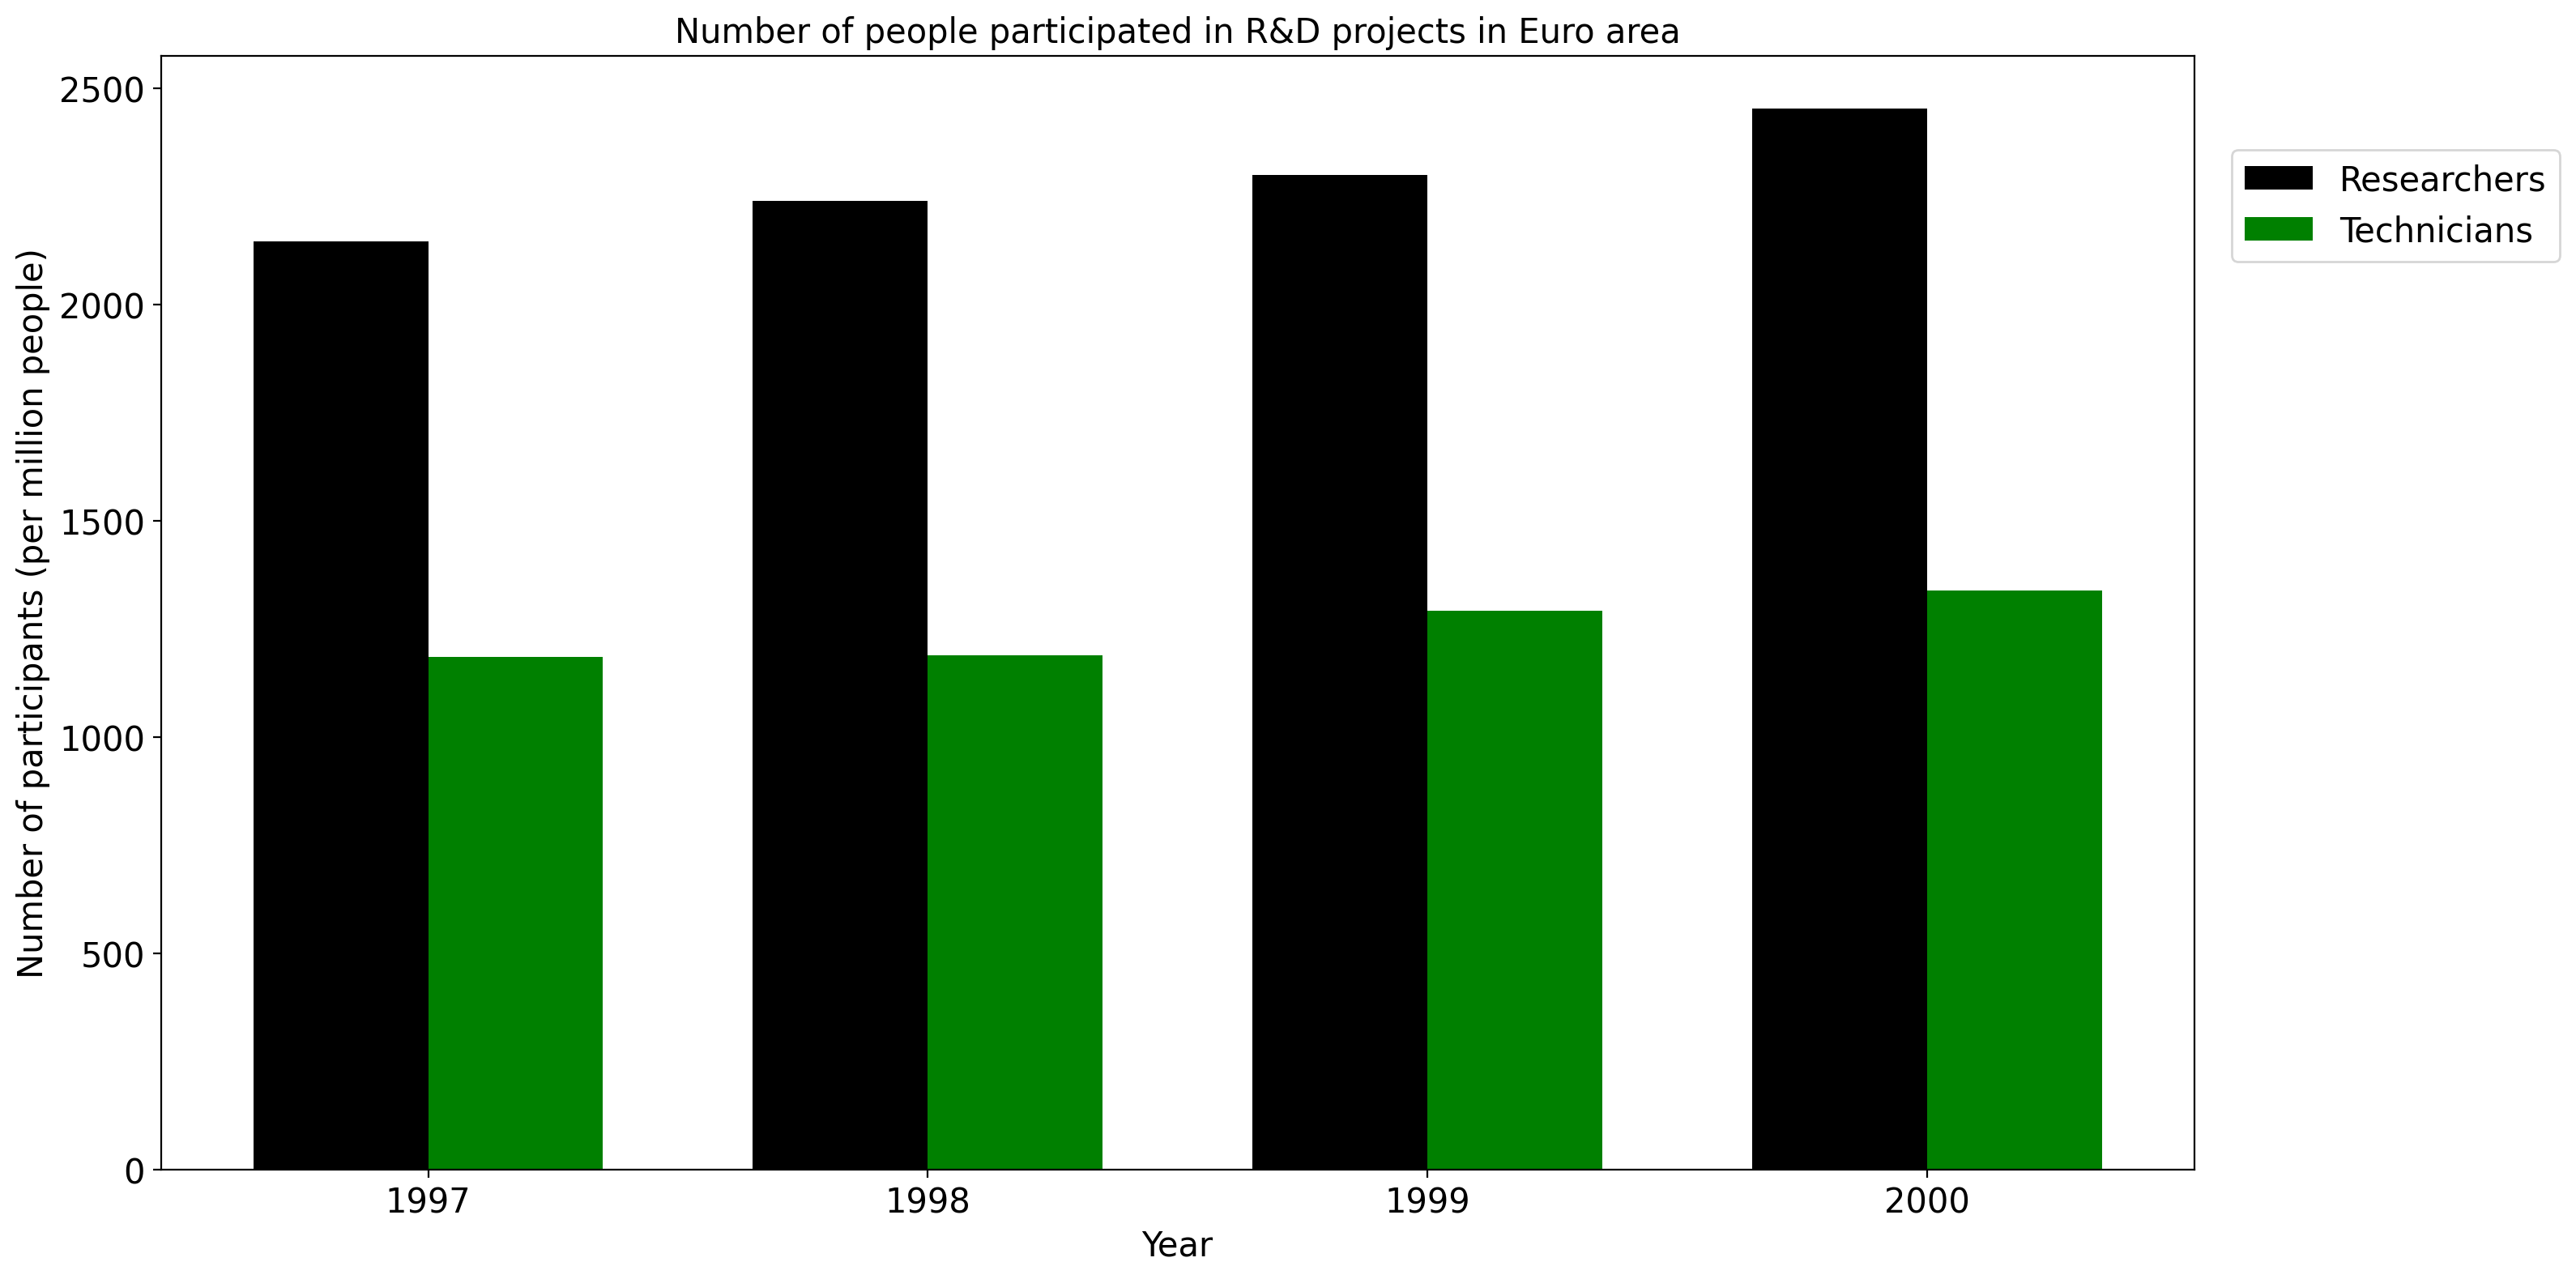 Number of people participated in R&D projects in Euro area
Number of participants (per million people)
2500
2000
1500
1000
500
0
1997
1998
1999
2000
Year
Researchers
Technicians